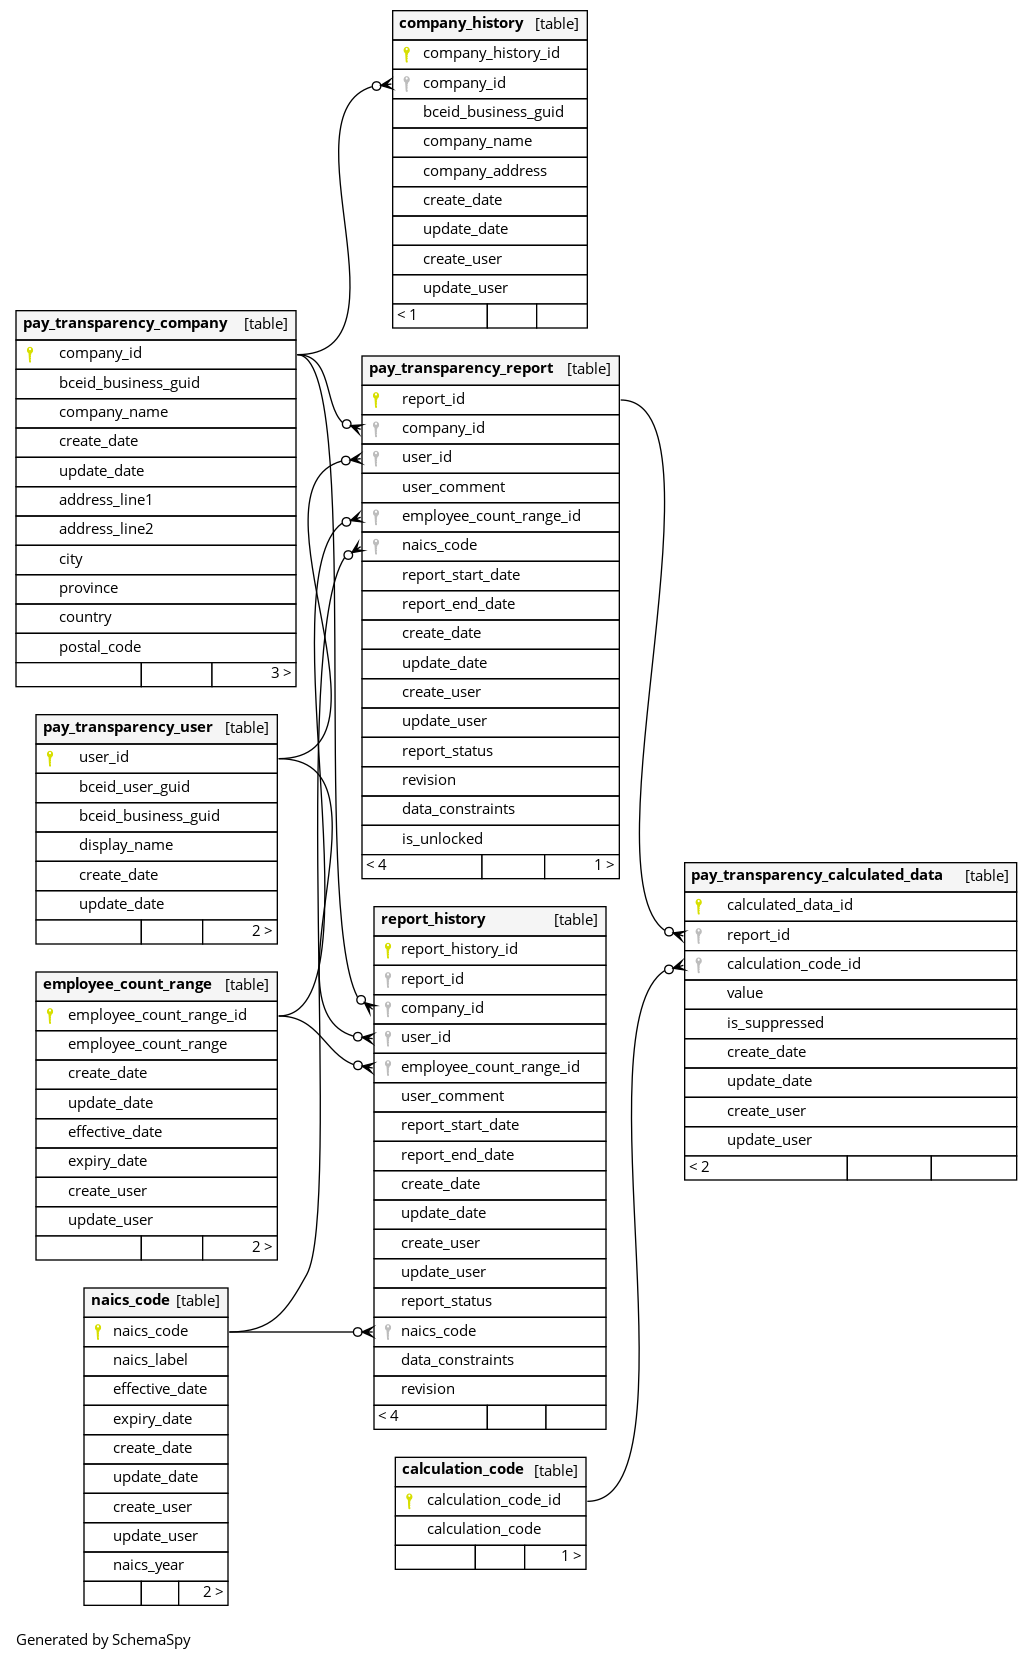 company_history [table]
company_history_id
company_id
bceid_business_guid
company_name
company_address
create_date
update_date
create_user
update_user
< 1
pay_transparency_company [table]
company_id
bceid_business_guid
company_name
create_date
update_date
address_line1
address_line2
city
province
country
postal_code
3 >
pay_transparency_report [table]
report_id
company_id
user_id
user_comment
employee_count_range_id
naics_code
report_start_date
report_end_date
create_date
update_date
create_user
update_user
report_status
revision
data_constraints
is_unlocked
< 4 1 >
pay_transparency_user [table]
user_id
bceid_user_guid
bceid_business_guid
display_name
create_date
update_date
2 >
pay_transparency_calculated_data [table]
calculated_data_id
report_id
calculation_code_id
value
is_suppressed
create_date
update_date
create_user
update_user
< 2
report_history [table]
report_history_id
report_id
company_id
user_id
employee_count_range_id
user_comment
report_start_date
report_end_date
create_date
update_date
create_user
update_user
report_status
naics_code
data_constraints
revision
< 4
employee_count_range [table]
employee_count_range_id
employee_count_range
create_date
update_date
effective_date
expiry_date
create_user
update_user
2 >
naics_code [table]
naics_code
naics_label
effective_date
expiry_date
create_date
update_date
create_user
update_user
naics_year
2 >
calculation_code [table]
calculation_code_id
calculation_code
1 >
Generated by SchemaSpy